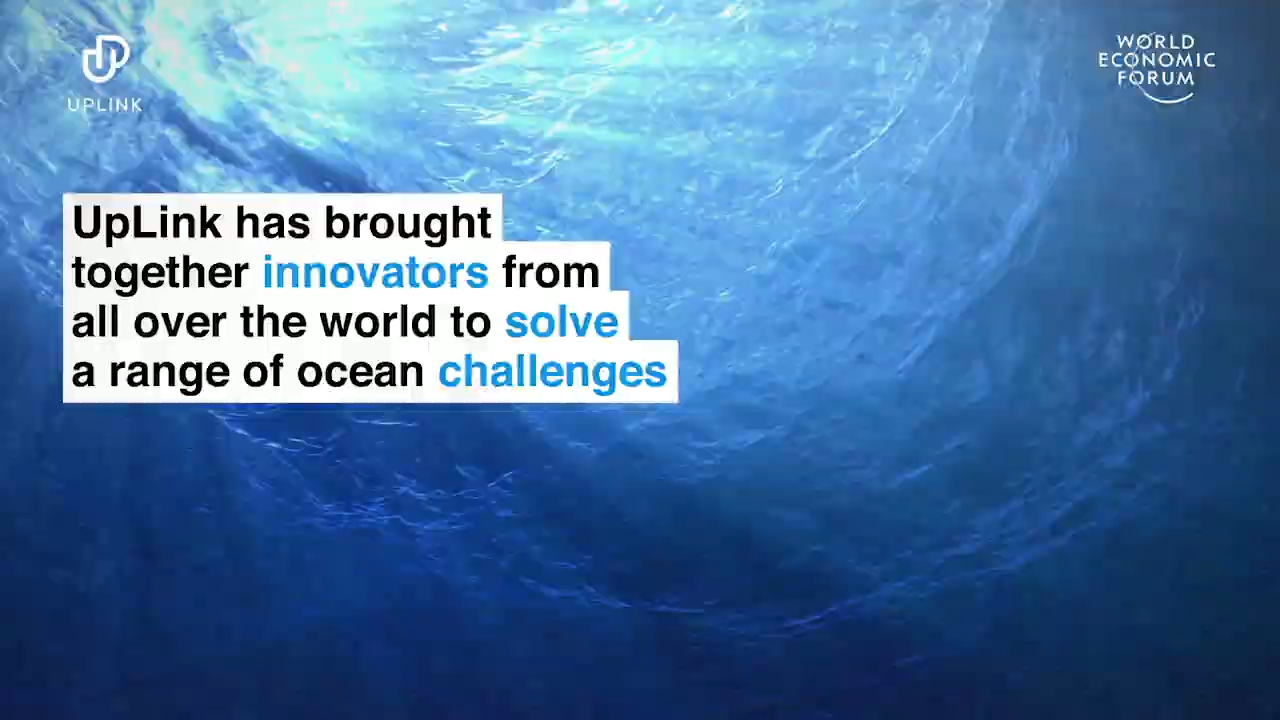 UPLINK
WORLD
ECONOMIC
FORUM
UpLink has brought
together innovators from
all over the world to solve
a range of ocean challenges